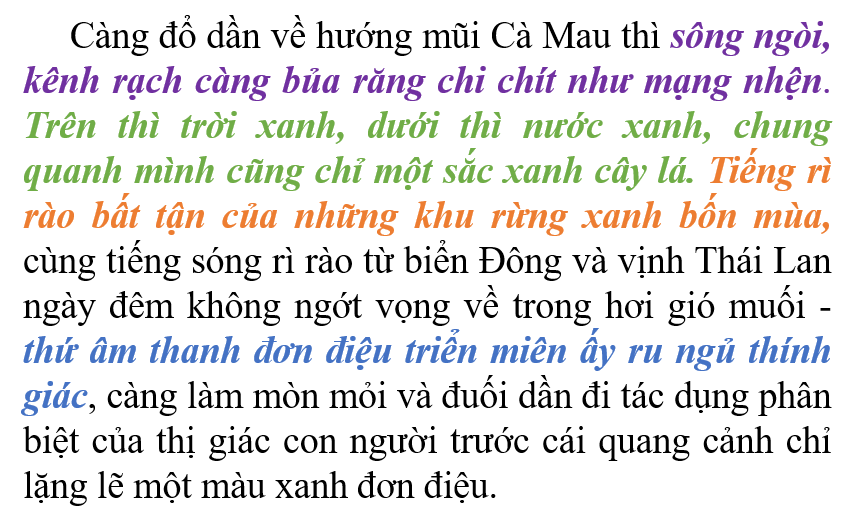 Càng đổ dần về hướng mũi Cà Mau thì sông ngòi,
kênh rạch càng bủa răng chi chít như mạng nhện.
Trên thì trời xanh, dưới thì nước xanh, chung
quanh mình cũng chỉ một sắc xanh cây lá. Tiếng rì
rào bất tận của những khu rừng xanh bốn mùa,
cùng tiếng sóng rì rào từ biển Đông và vịnh Thái Lan
ngày đêm không ngớt vọng về trong hơi gió muối -
thứ âm thanh đơn điệu triển miên ấy ru ngủ thính
giác, càng làm mòn mỏi và đuối dần đi tác dụng phân
biệt của thị giác con người trước cái quang cảnh chỉ
lặng lẽ một màu xanh đơn điệu.